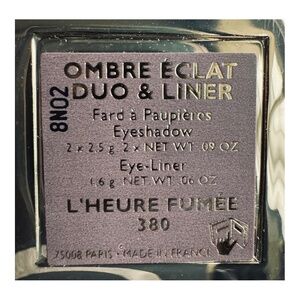 8N02
OMBRE ÉCLAT
DUO & LINER
Fard à Paupières
Eyeshadow
2 x 2.5 g 2 x NET WT .09 OZ
Eye-Liner
1.6 g NET WT .06 OZ
L'HEURE FUMÉE
380
75008 PARIS • MADE IN FRANCE